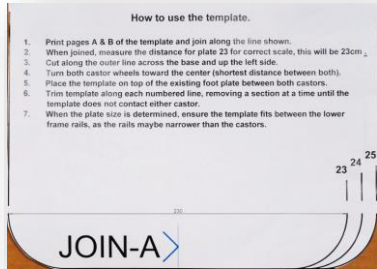 How to use the template.
1. Print pages A & B of the template and join along the line shown.
2. When joined, measure the distance for plate 23 for correct scale, this will be 23cm
3. Cut along the outer line across the base and up the left side.
4. Turn both castor wheels toward the center (shortest distance between both).
5. Place the template on top of the existing foot plate between both castors.
6. Trim template along each numbered line, removing a section at a time until the
template does not contact either castor.
7. When the plate size is determined, ensure the template fits between the lower
frame rails, as the rails maybe narrower than the castors.
23 24 25
230
JOIN-A